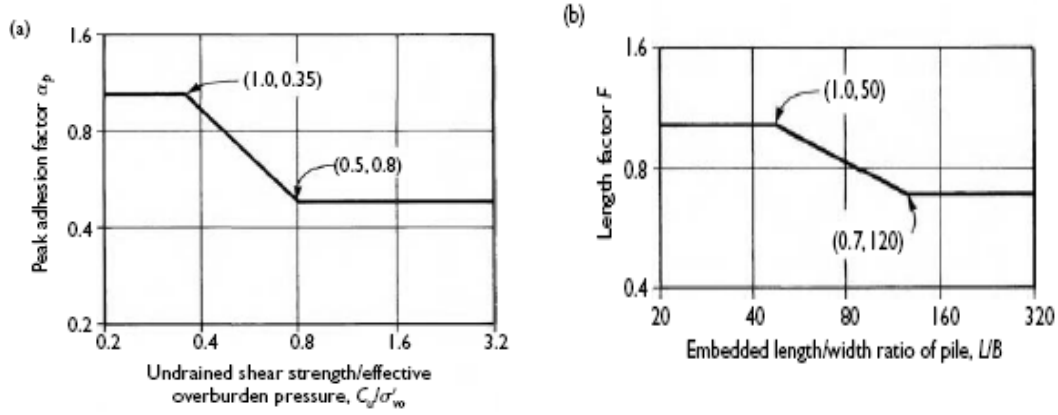 (a)
1.6
0.8
0.4
0.2
Peak adhesion factor αp
(1.0, 0.35)
(0.5, 0.8)
0.2 0.4 0.8 1.6 3.2
Undrained shear strength/effective
overburden pressure, Cu/σ′vo
(b)
1.6
0.8
0.4
Length factor F
(1.0, 50)
(0.7, 120)
20 40 80 160 320
Embedded length/width ratio of pile, L/B